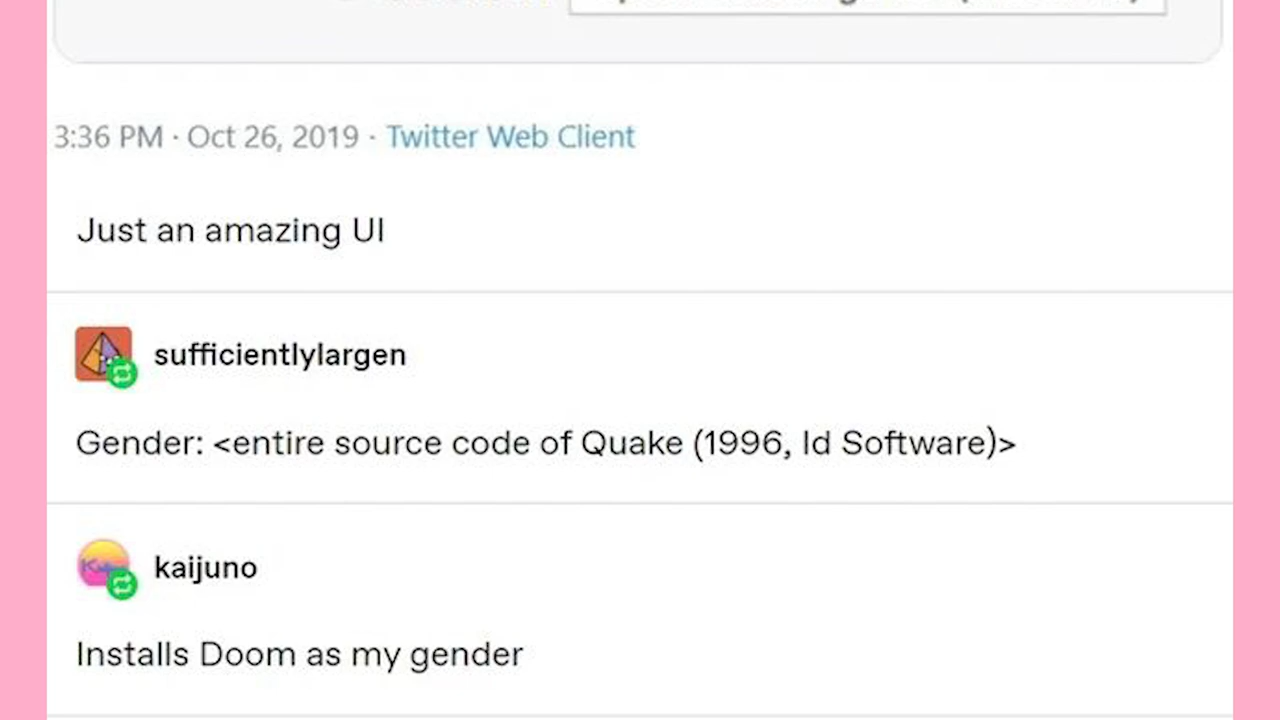 3:36 PM · Oct 26, 2019 · Twitter Web Client
Just an amazing UI
sufficientlylargen
Gender: <entire source code of Quake (1996, Id Software)>
kaijuno
Installs Doom as my gender